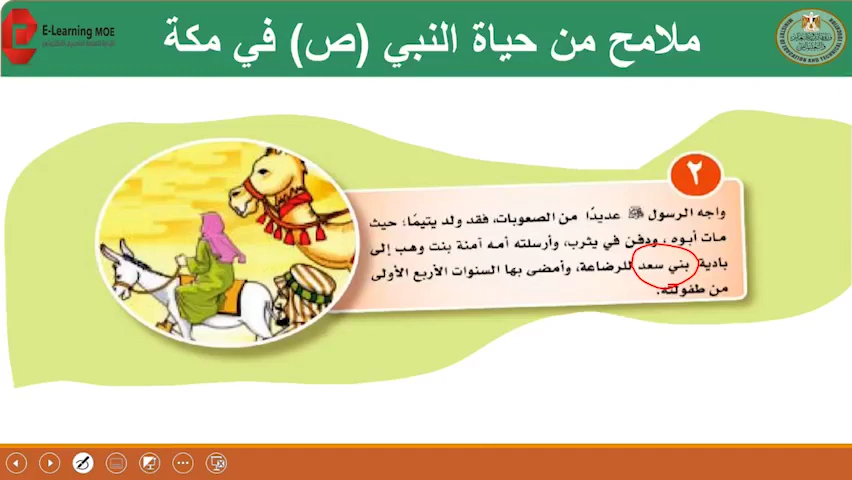 E-Learning MOE
ملامح من حياة النبي (ص) في مكة
٢
واجه الرسول ﷺ عديدًا من الصعوبات، فقد ولد يتيمًا؛ حيث
مات أبوه، ودفن في يثرب، وأرسلته أمه آمنة بنت وهب إلى
بادية بني سعد للرضاعة، وأمضى بها السنوات الأربع الأولى
من طفولته.